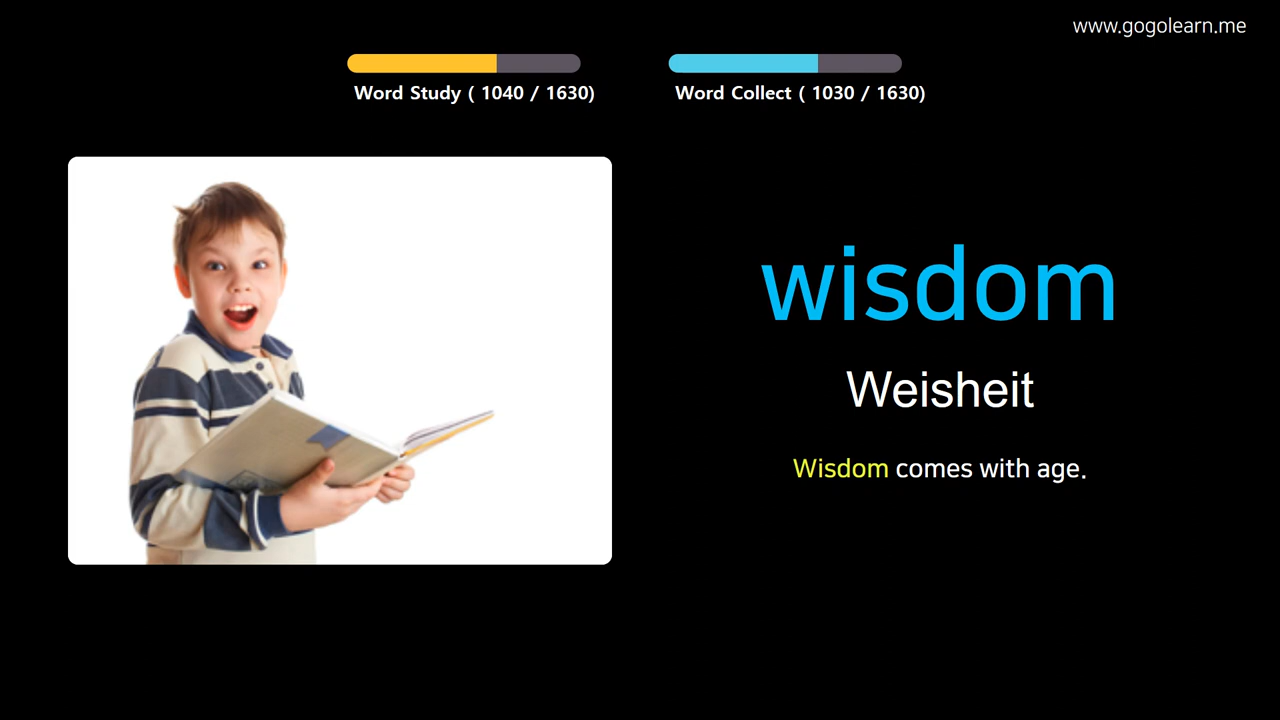 www.gogolearn.me
Word Study ( 1040 / 1630)
Word Collect ( 1030 / 1630)
wisdom
Weisheit
Wisdom comes with age.